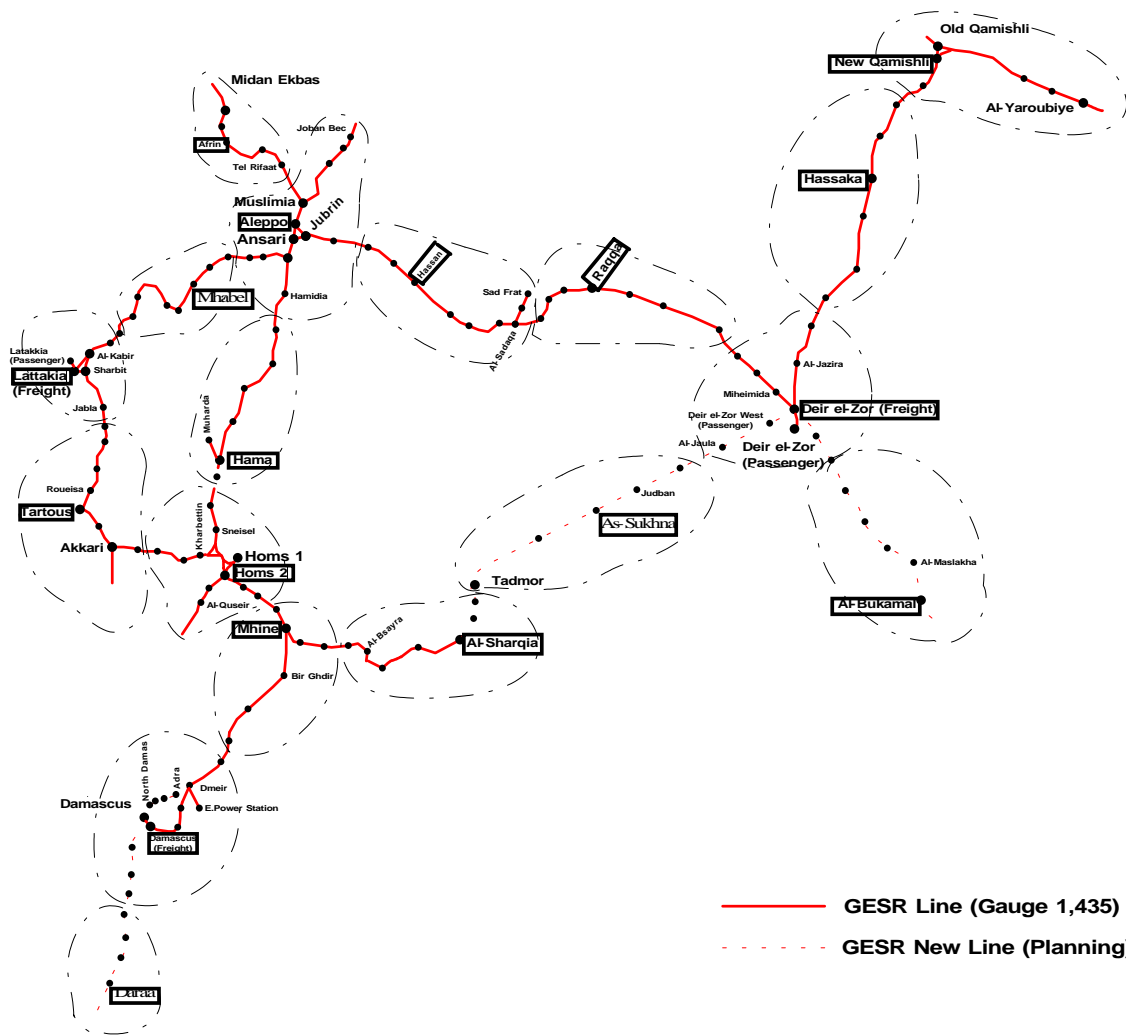 Old Qamishli
New Qamishli
Midan Ekbas
Al-Yaroubiye
Joban Bec
Afrin
Tel Rifaat
Hassaka
Muslimia
Aleppo
Jubrin
Ansari
Hassan
Raqqa
Mhabel
Hamidia
Sad Frat
Al-Sadaqa
Latakkia
(Passenger)
Al-Kabir
Lattakia
(Freight)
Sharbit
Al-Jazira
Miheimida
Jabla
Muharda
Deir el-Zor (Freight)
Deir el-Zor West
(Passenger)
Al-Jaula
Deir el-Zor
(Passenger)
Hama
Roueisa
Judban
Tartous
As-Sukhna
Kharbettin
Sneisel
Akkari
Homs 1
Homs 2
Al-Maslakha
Tadmor
Al-Quseir
Al-Bukamal
Mhine
Al-Bsayra
Al-Sharqia
Bir Ghdir
North Damas
Adra
Dmeir
Damascus
E.Power Station
Damascus
(Freight)
GESR Line (Gauge 1,435)
GESR New Line (Planning)
Daraa